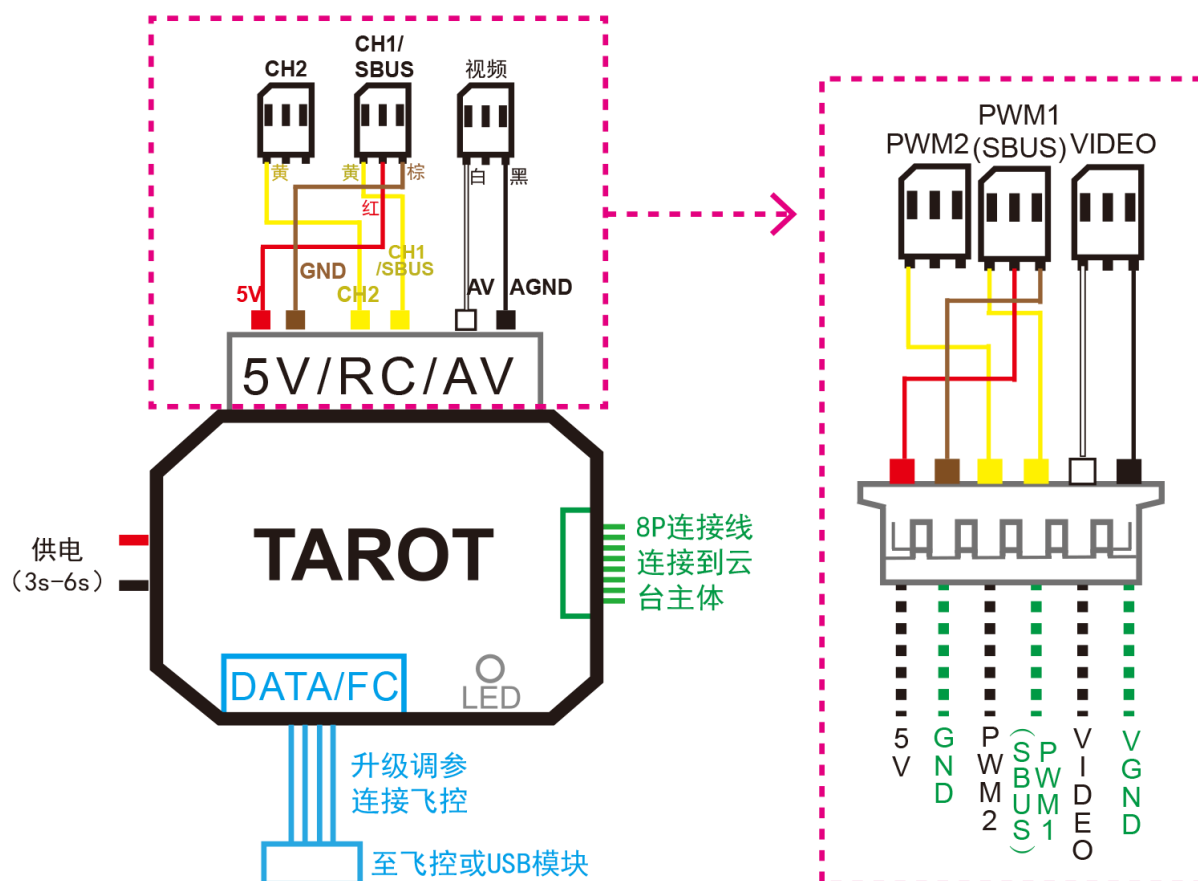 CH2
CH1/
SBUS
视频
黄
黄
棕
白
黑
红
5V
GND
CH2
CH1
/SBUS
AV
AGND
5V/RC/AV
TAROT
供电
（3s-6s）
8P连接线
连接到云
台主体
DATA/FC
LED
升级调参
连接飞控
至飞控或USB模块
PWM2
PWM1
(SBUS)
VIDEO
5V
GND
PWM2
PWM1
(SBUS)
VIDEO
VGND